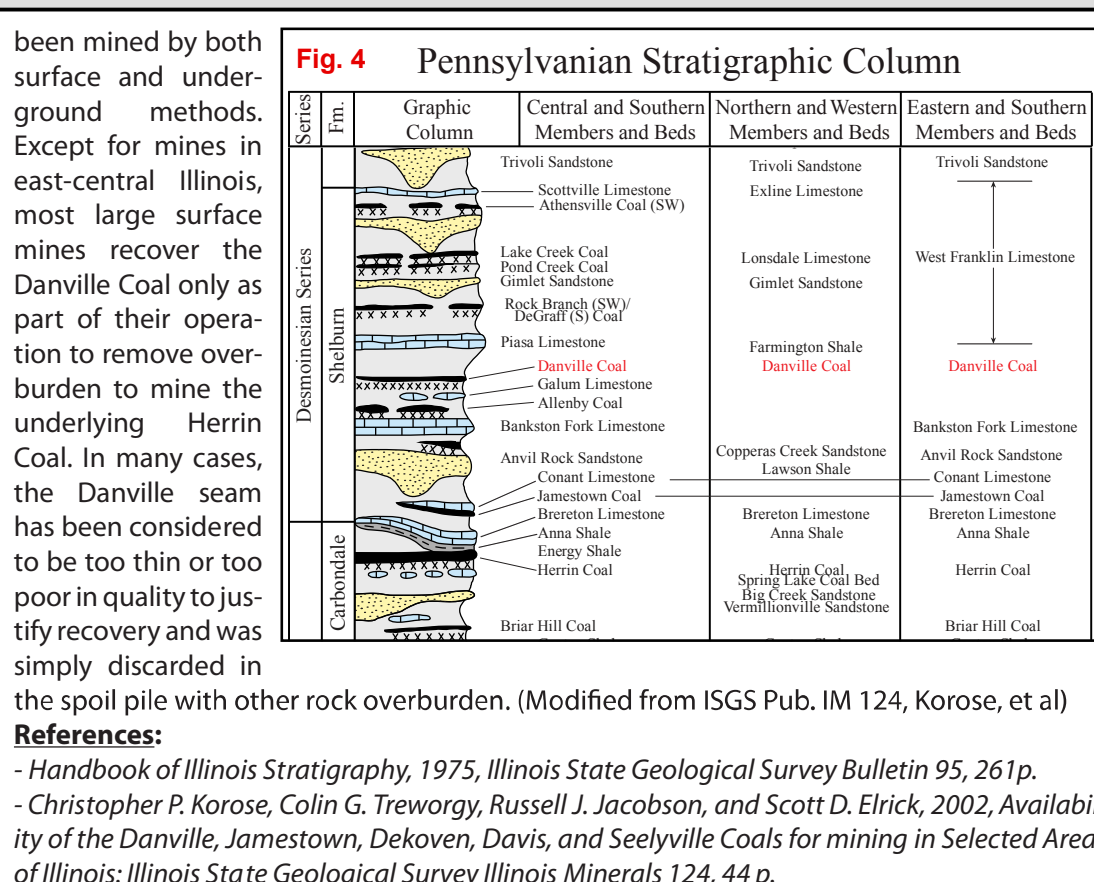 been mined by both
surface and under-
ground methods.
Except for mines in
east-central Illinois,
most large surface
mines recover the
Danville Coal only as
part of their opera-
tion to remove over-
burden to mine the
underlying Herrin
Coal. In many cases,
the Danville seam
has been considered
to be too thin or too
poor in quality to jus-
tify recovery and was
simply discarded in
the spoil pile with other rock overburden. (Modified from ISGS Pub. IM 124, Korose, et al)
Fig. 4
Pennsylvanian Stratigraphic Column
Series
Fm.
Graphic
Column
Central and Southern
Members and Beds
Northern and Western
Members and Beds
Eastern and Southern
Members and Beds
Desmoinesian Series
Shelburn
Carbondale
Trivoli Sandstone
Scottville Limestone
Athensville Coal (SW)
Lake Creek Coal
Pond Creek Coal
Gimlet Sandstone
Rock Branch (SW)/
DeGraff (S) Coal
Piasa Limestone
Danville Coal
Galum Limestone
Allenby Coal
Bankston Fork Limestone
Anvil Rock Sandstone
Conant Limestone
Jamestown Coal
Brereton Limestone
Anna Shale
Energy Shale
Herrin Coal
Briar Hill Coal
Trivoli Sandstone
Exline Limestone
Lonsdale Limestone
Gimlet Sandstone
Farmington Shale
Danville Coal
Copperas Creek Sandstone
Lawson Shale
Brereton Limestone
Anna Shale
Herrin Coal
Spring Lake Coal Bed
Big Creek Sandstone
Vermillionville Sandstone
Trivoli Sandstone
West Franklin Limestone
Danville Coal
Bankston Fork Limestone
Anvil Rock Sandstone
Conant Limestone
Jamestown Coal
Brereton Limestone
Anna Shale
Herrin Coal
Briar Hill Coal
References:
- Handbook of Illinois Stratigraphy, 1975, Illinois State Geological Survey Bulletin 95, 261p.
- Christopher P. Korose, Colin G. Treworgy, Russell J. Jacobson, and Scott D. Elrick, 2002, Availabil
ity of the Danville, Jamestown, Dekoven, Davis, and Seelyville Coals for mining in Selected Area
of Illinois: Illinois State Geological Survey Illinois Minerals 124, 44 p.